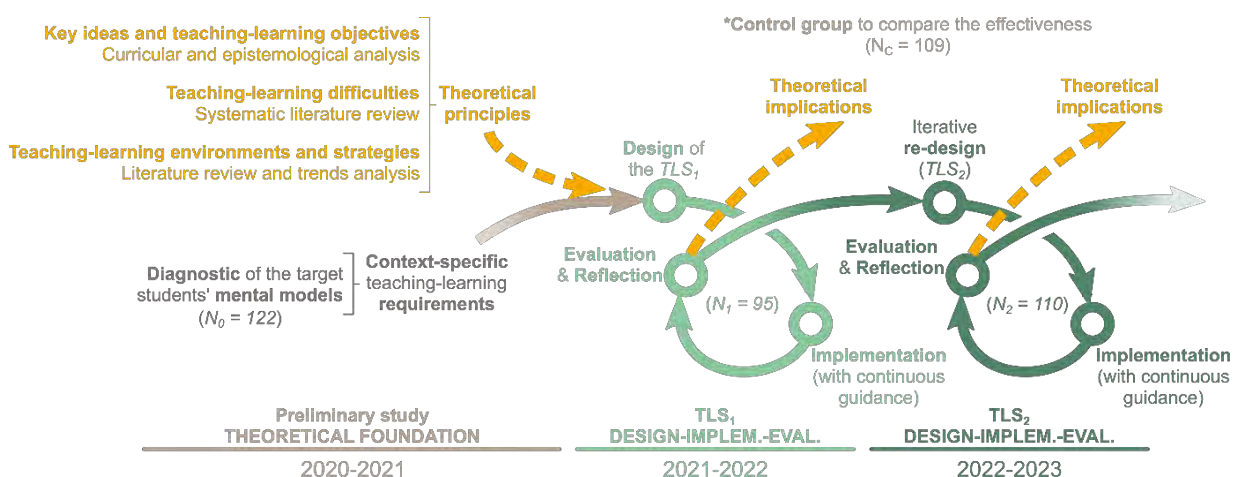 Key ideas and teaching-learning objectives
Curricular and epistemological analysis
Teaching-learning difficulties
Systematic literature review
Teaching-learning environments and strategies
Literature review and trends analysis
Theoretical
principles
*Control group to compare the effectiveness
(N_C = 109)
Theoretical
implications
Theoretical
implications
Design of
the TLS₁
Iterative
re-design
(TLS₂)
Diagnostic of the target
students' mental models
(N₀ = 122)
Context-specific
teaching-learning
requirements
Evaluation
& Reflection
(N₁ = 95)
Implementation
(with continuous
guidance)
Evaluation
& Reflection
(N₂ = 110)
Implementation
(with continuous
guidance)
Preliminary study
THEORETICAL FOUNDATION
2020-2021
TLS₁
DESIGN-IMPLEM.-EVAL.
2021-2022
TLS₂
DESIGN-IMPLEM.-EVAL.
2022-2023